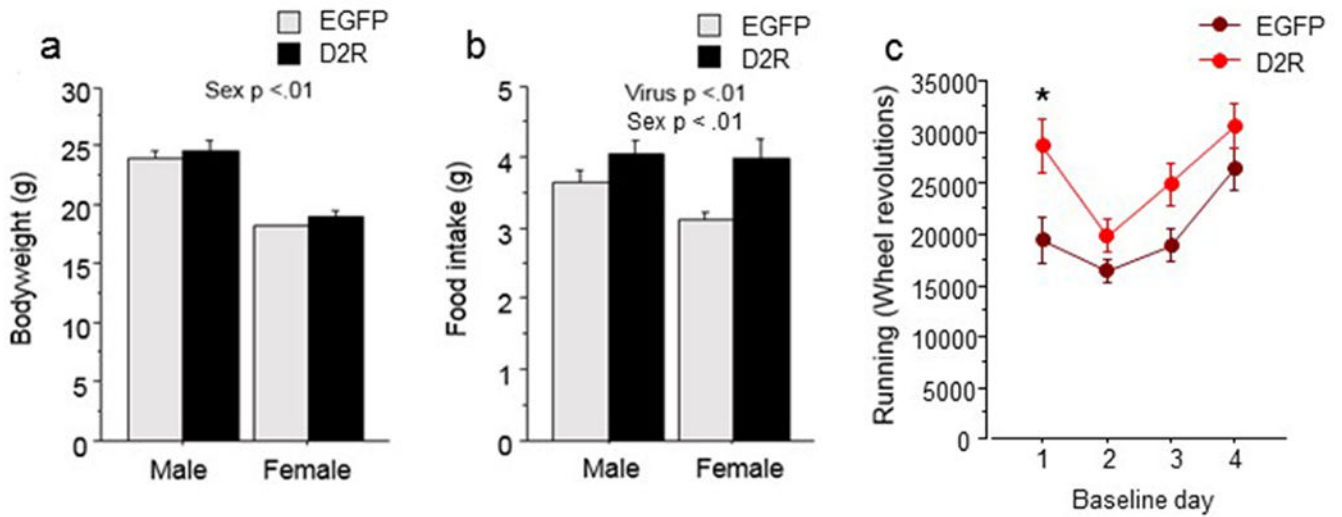 a
EGFP
D2R
Sex p <.01
Bodyweight (g)
30
25
20
15
10
5
0
Male
Female
b
EGFP
D2R
Virus p <.01
Sex p < .01
Food intake (g)
5
4
3
2
1
0
Male
Female
c
EGFP
D2R
*
Running (Wheel revolutions)
35000
30000
25000
20000
15000
10000
5000
0
1 2 3 4
Baseline day